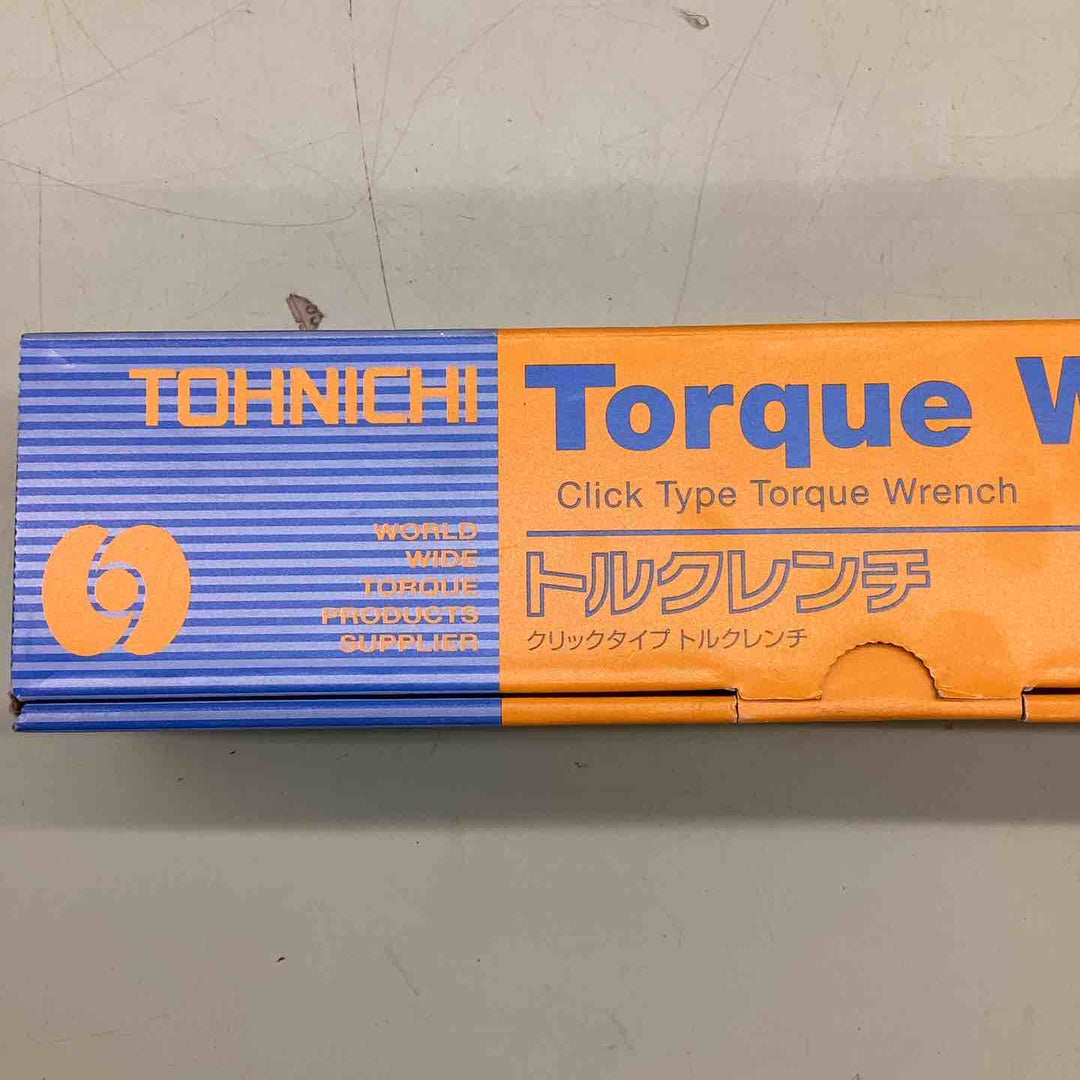 TOHNICHI
WORLD
WIDE
TORQUE
PRODUCTS
SUPPLIER
Torque W
Click Type Torque Wrench
トルクレンチ
クリックタイプ トルクレンチ